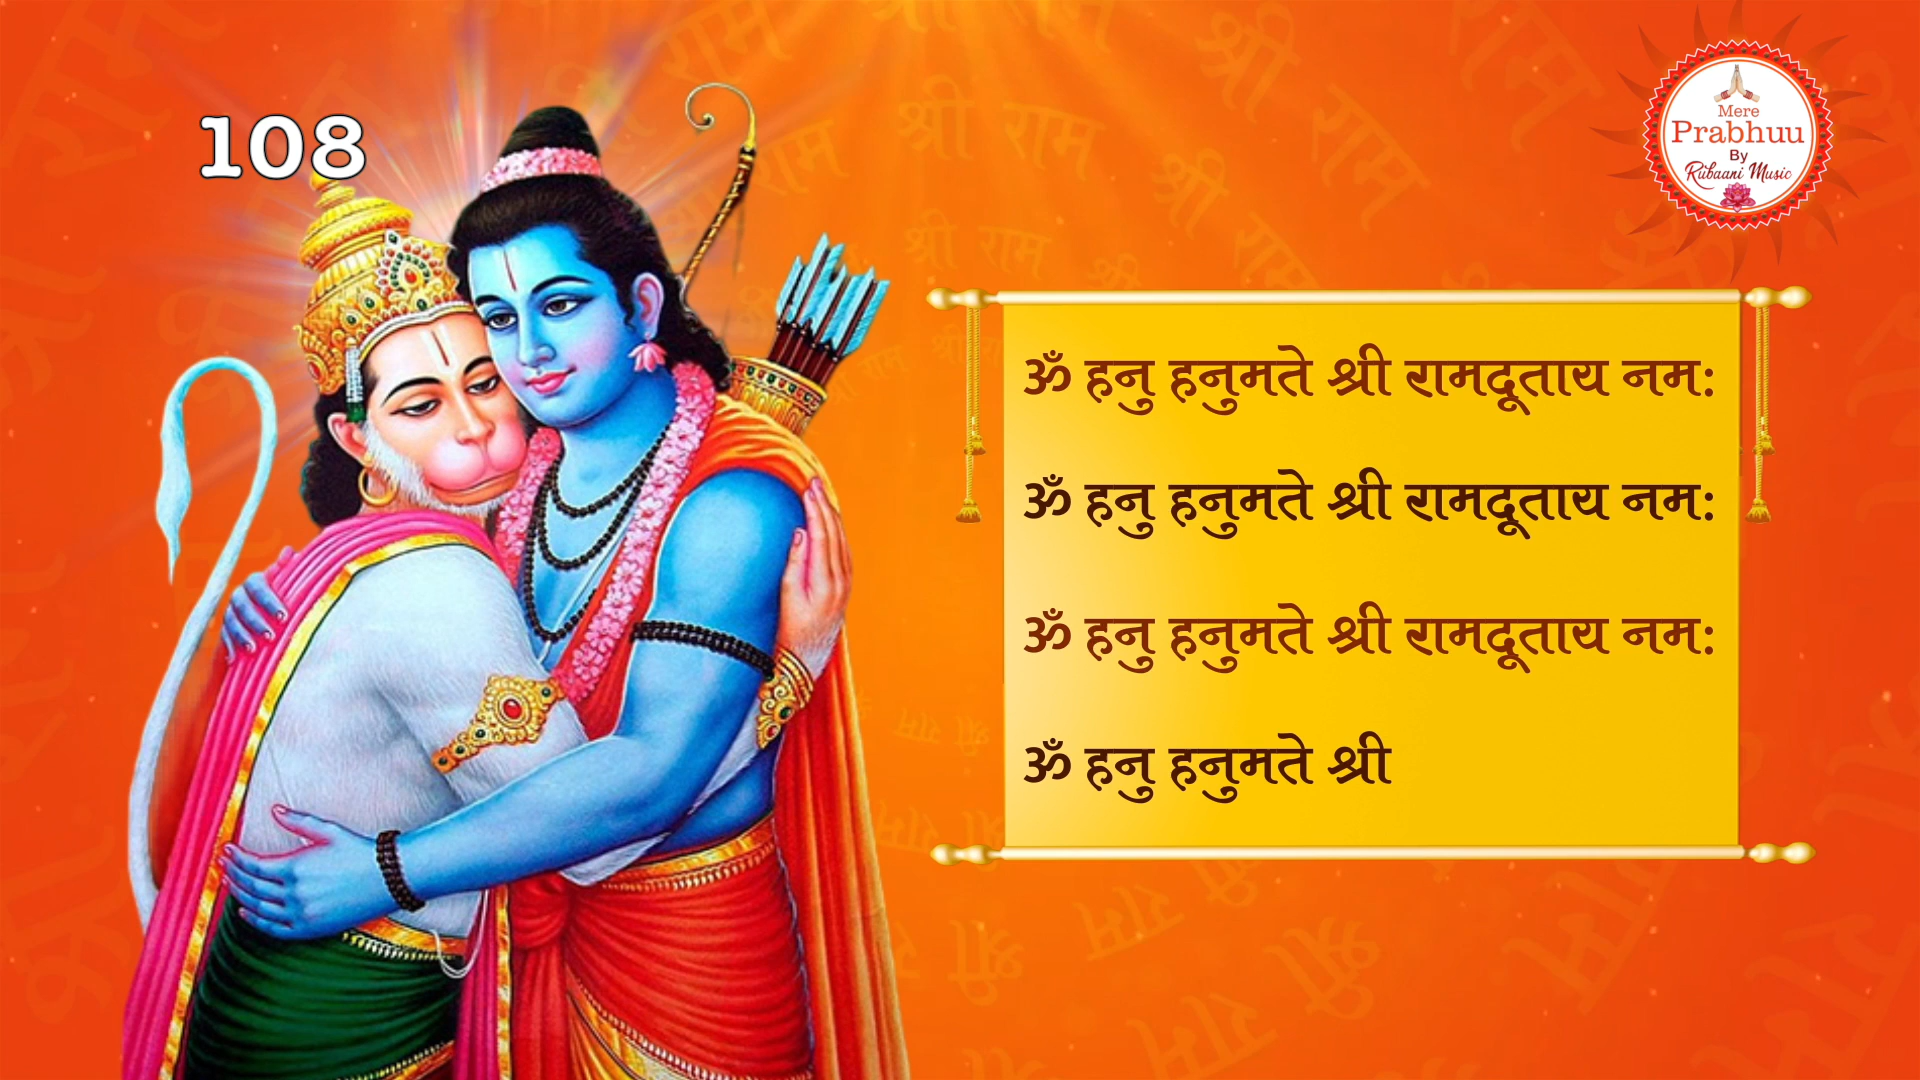 108
Mere
Prabhuu
By
Rubaani Music
ॐ हनु हनुमते श्री रामदूताय नमः
ॐ हनु हनुमते श्री रामदूताय नमः
ॐ हनु हनुमते श्री रामदूताय नमः
ॐ हनु हनुमते श्री
श्री राम
श्री राम